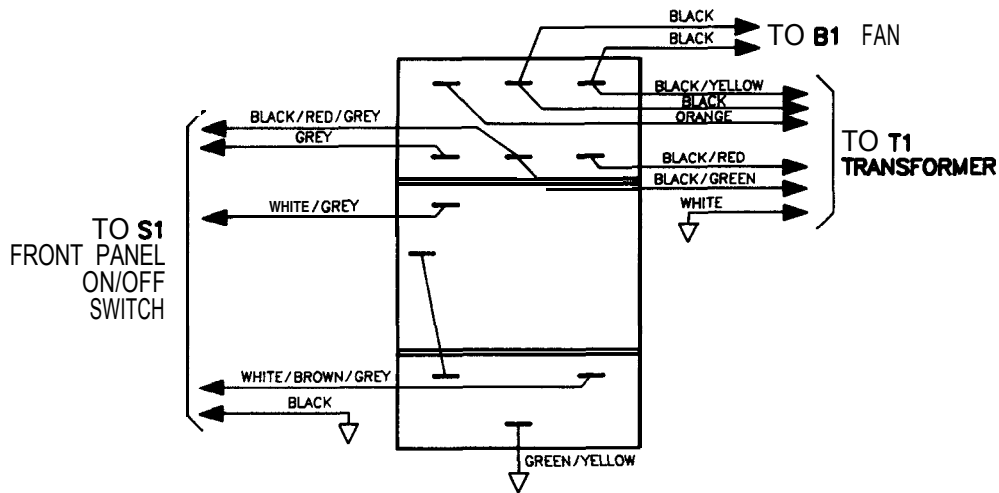 BLACK
BLACK
TO B1 FAN
BLACK/YELLOW
BLACK
ORANGE
BLACK/RED/GREY
GREY
TO T1
TRANSFORMER
BLACK/RED
BLACK/GREEN
WHITE
WHITE/GREY
TO S1
FRONT PANEL
ON/OFF
SWITCH
WHITE/BROWN/GREY
BLACK
GREEN/YELLOW